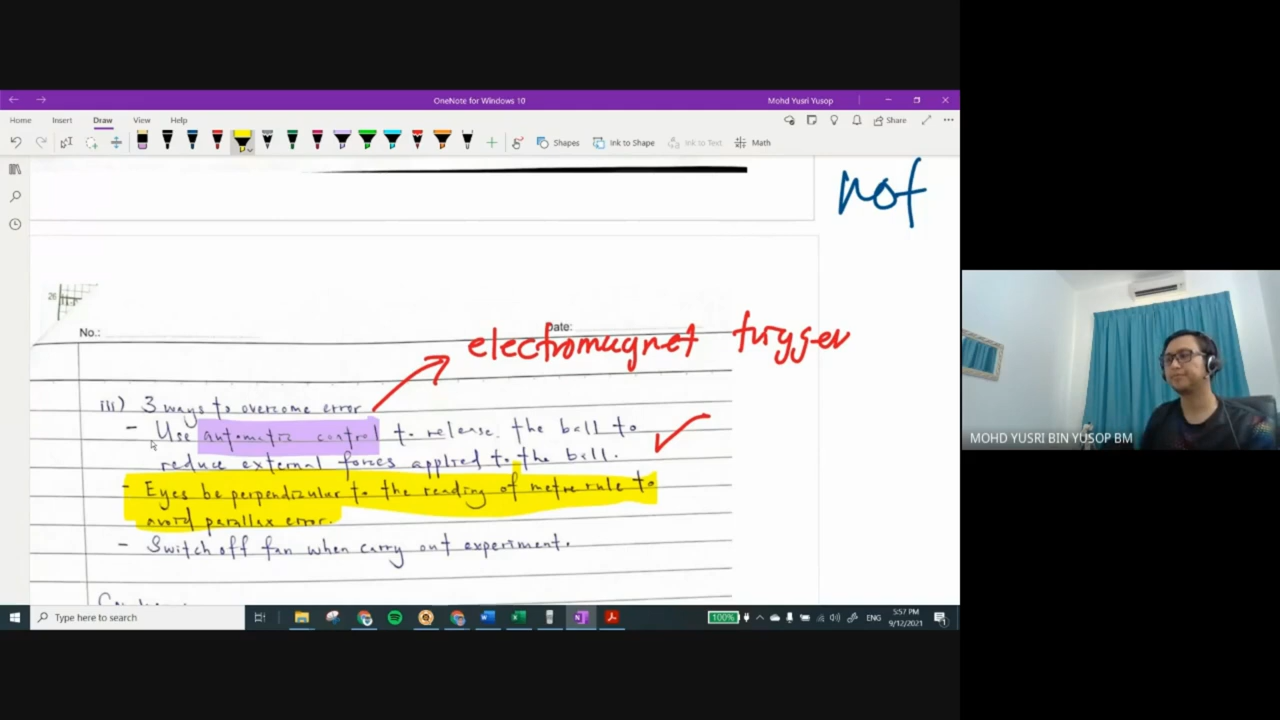 OneNote for Windows 10
Mohd Yusri Yusop
Home Insert Draw View Help
Share
Shapes Ink to Shape Ink to Text Math
not
26
No.:
Date:
electromagnet trigger
iii) 3 ways to overcome error
- Use automatic control to release the ball to
reduce external forces applied to the ball.
- Eyes be perpendicular to the reading of metre rule to
avoid parallax error.
- Switch off fan when carry out experiment.
MOHD YUSRI BIN YUSOP BM
Type here to search
100%
ENG
5:57 PM
9/12/2021